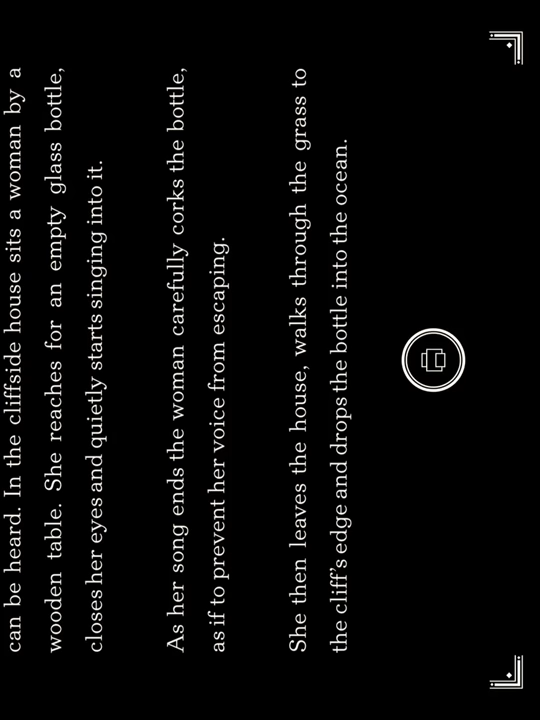 can be heard. In the cliffside house sits a woman by a
wooden table. She reaches for an empty glass bottle,
closes her eyes and quietly starts singing into it.
As her song ends the woman carefully corks the bottle,
as if to prevent her voice from escaping.
She then leaves the house, walks through the grass to
the cliff's edge and drops the bottle into the ocean.